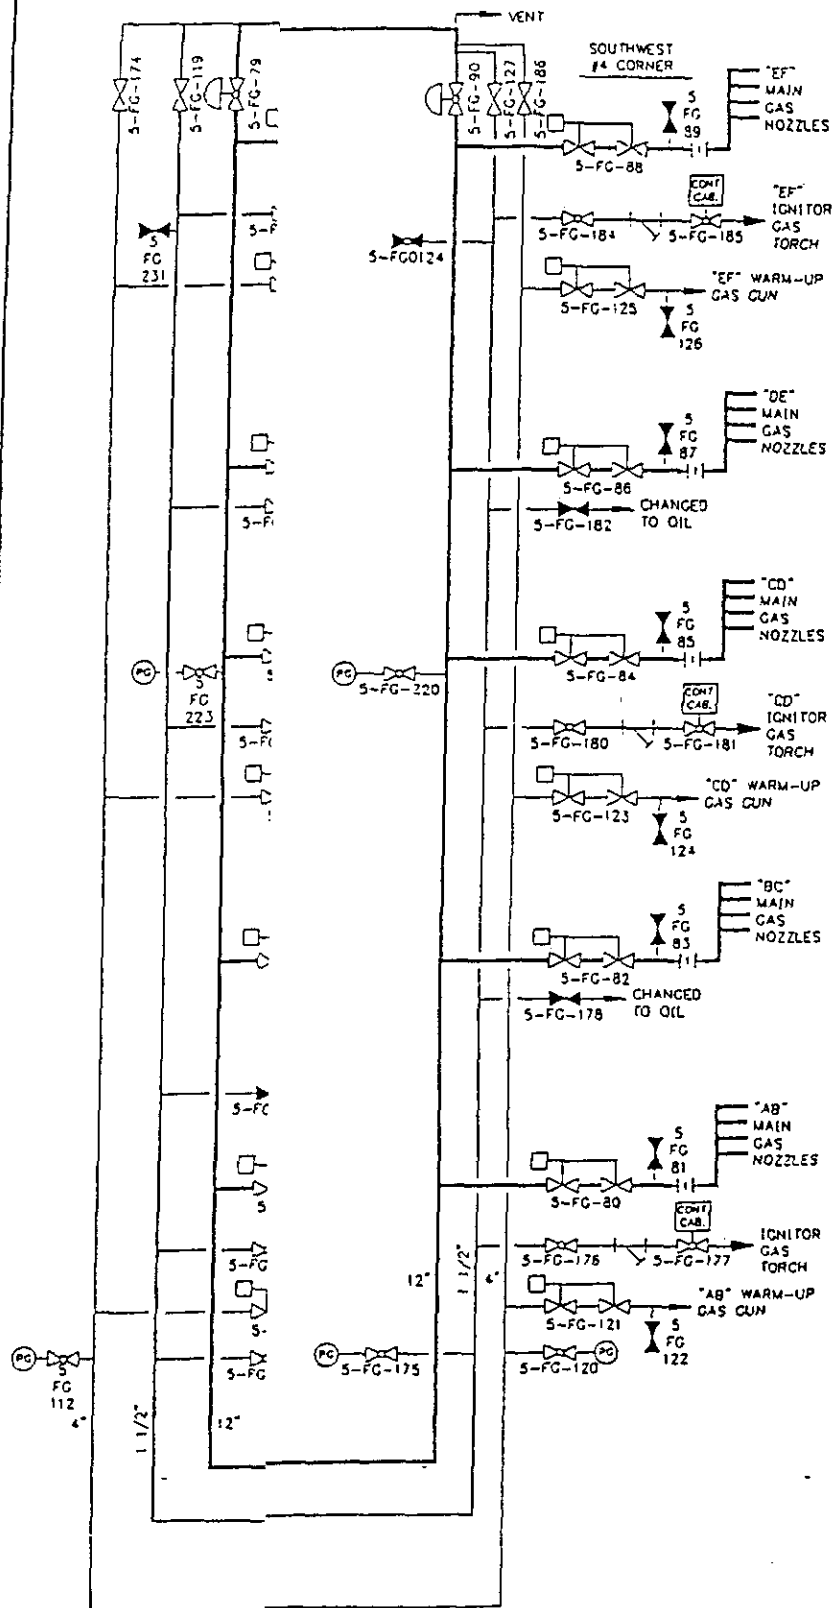 VENT
5-FG-174
5-FG-119
5-FG-79
5-FG-90
5-FG-127
5-FG-186
SOUTHWEST
#4 CORNER
5
FG
89
"EF"
MAIN
GAS
NOZZLES
5-FG-88
CONT
CAB.
"EF"
IGNITOR
GAS
TORCH
5-FG-184
5-FG-185
5
FG
231
5-FG0124
"EF" WARM-UP
GAS GUN
5-FG-125
5
FG
126
"DE"
MAIN
GAS
NOZZLES
5
FG
87
5-FG-86
CHANGED
TO OIL
5-FG-182
"CD"
MAIN
GAS
NOZZLES
5
FG
85
5-FG-84
PG
5
FG
223
PG
5-FG-220
CONT
CAB.
"CD"
IGNITOR
GAS
TORCH
5-FG-180
5-FG-181
"CD" WARM-UP
GAS GUN
5-FG-123
5
FG
124
"BC"
MAIN
GAS
NOZZLES
5
FG
83
5-FG-82
CHANGED
TO OIL
5-FG-178
"AB"
MAIN
GAS
NOZZLES
5
FG
81
5-FG-80
CONT
CAB.
IGNITOR
GAS
TORCH
5-FG-176
5-FG-177
12"
1 1/2"
4"
"AB" WARM-UP
GAS GUN
5-FG-121
5
FG
122
PG
5
FG
112
PG
5-FG-175
5-FG-120
PG
4"
1 1/2"
12"